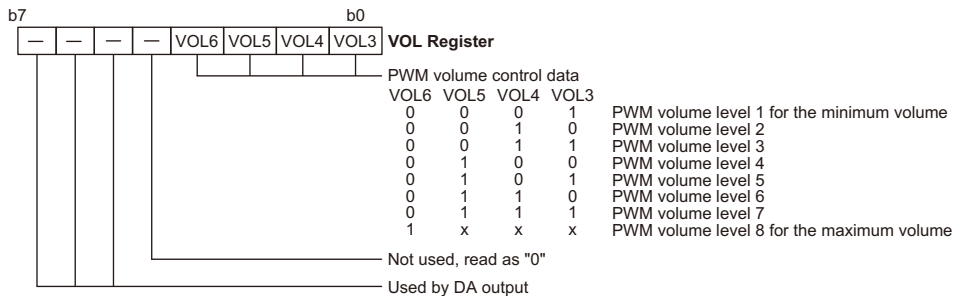 b7 b0
— — — — VOL6 VOL5 VOL4 VOL3 VOL Register
PWM volume control data
VOL6 VOL5 VOL4 VOL3
0 0 0 1 PWM volume level 1 for the minimum volume
0 0 1 0 PWM volume level 2
0 0 1 1 PWM volume level 3
0 1 0 0 PWM volume level 4
0 1 0 1 PWM volume level 5
0 1 1 0 PWM volume level 6
0 1 1 1 PWM volume level 7
1 x x x PWM volume level 8 for the maximum volume
Not used, read as "0"
Used by DA output